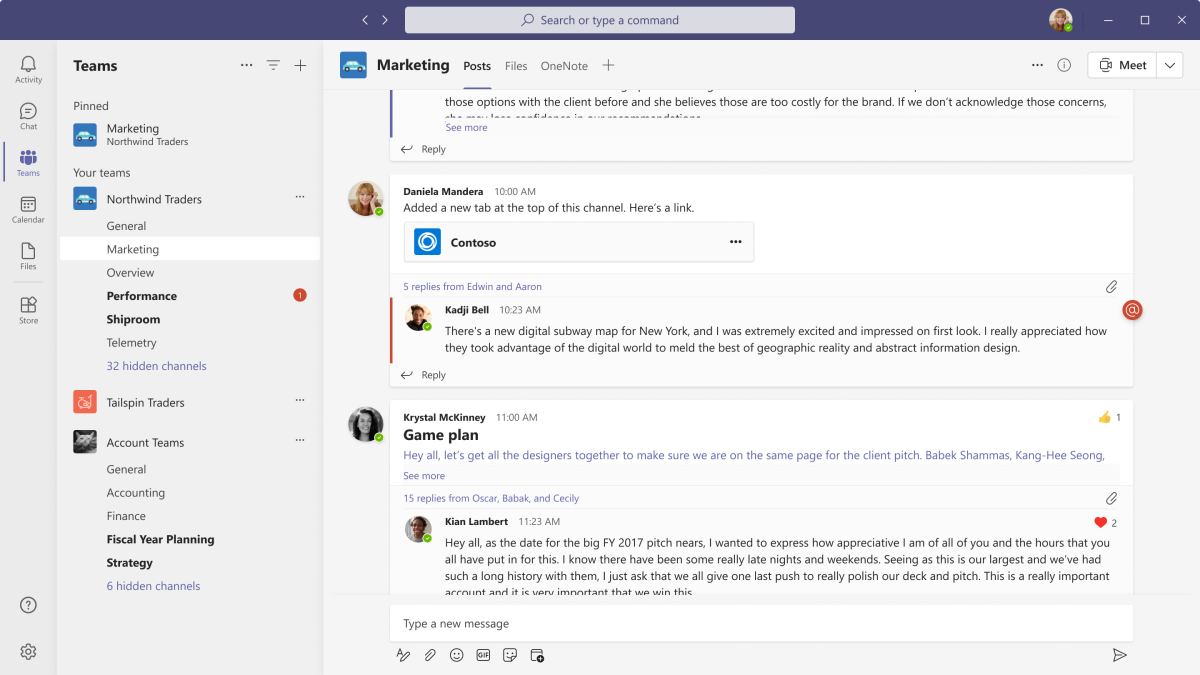 Search or type a command
Activity
Chat
Teams
Calendar
Files
Store
Teams
Pinned
Marketing
Northwind Traders
Your teams
Northwind Traders
General
Marketing
Overview
Performance
1
Shiproom
Telemetry
32 hidden channels
Tailspin Traders
Account Teams
General
Accounting
Finance
Fiscal Year Planning
Strategy
6 hidden channels
Marketing
Posts
Files
OneNote
Meet
those options with the client before and she believes those are too costly for the brand. If we don't acknowledge those concerns,
she may lose confidence in our recommendations.
See more
Reply
Daniela Mandera 10:00 AM
Added a new tab at the top of this channel. Here's a link.
Contoso
5 replies from Edwin and Aaron
Kadji Bell 10:23 AM
There's a new digital subway map for New York, and I was extremely excited and impressed on first look. I really appreciated how
they took advantage of the digital world to meld the best of geographic reality and abstract information design.
@
Reply
Krystal McKinney 11:00 AM
1
Game plan
Hey all, let's get all the designers together to make sure we are on the same page for the client pitch. Babek Shammas, Kang-Hee Seong,
See more
15 replies from Oscar, Babak, and Cecily
Kian Lambert 11:23 AM
2
Hey all, as the date for the big FY 2017 pitch nears, I wanted to express how appreciative I am of all of you and the hours that you
all have put in for this. I know there have been some really late nights and weekends. Seeing as this is our largest and we've had
such a long history with them, I just ask that we all give one last push to really polish our deck and pitch. This is a really important
account and it is very important that we win this
Type a new message
GIF